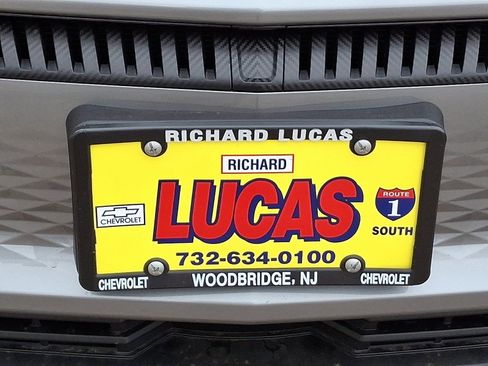 RICHARD LUCAS
RICHARD
LUCAS
CHEVROLET
ROUTE
1
SOUTH
732-634-0100
CHEVROLET WOODBRIDGE, NJ CHEVROLET